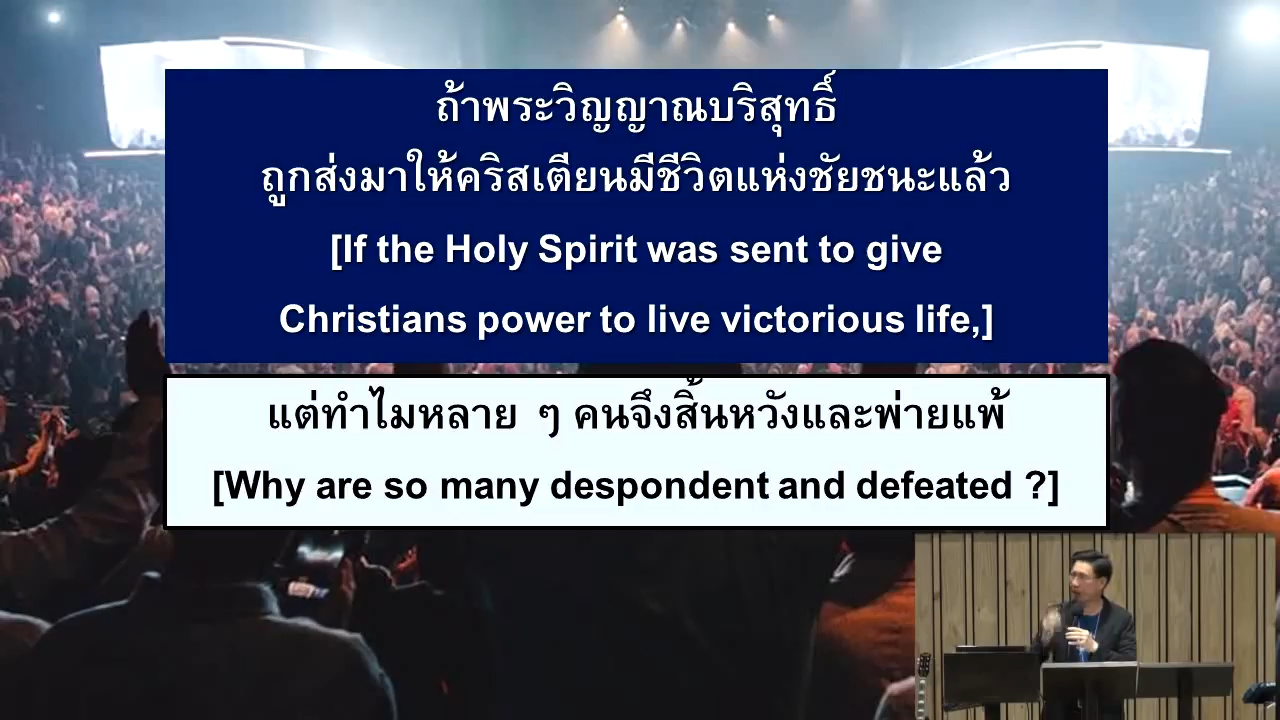 ถ้าพระวิญญาณบริสุทธิ์
ถูกส่งมาให้คริสเตียนมีชีวิตแห่งชัยชนะแล้ว
[If the Holy Spirit was sent to give
Christians power to live victorious life,]
แต่ทำไมหลาย ๆ คนจึงสิ้นหวังและพ่ายแพ้
[Why are so many despondent and defeated ?]